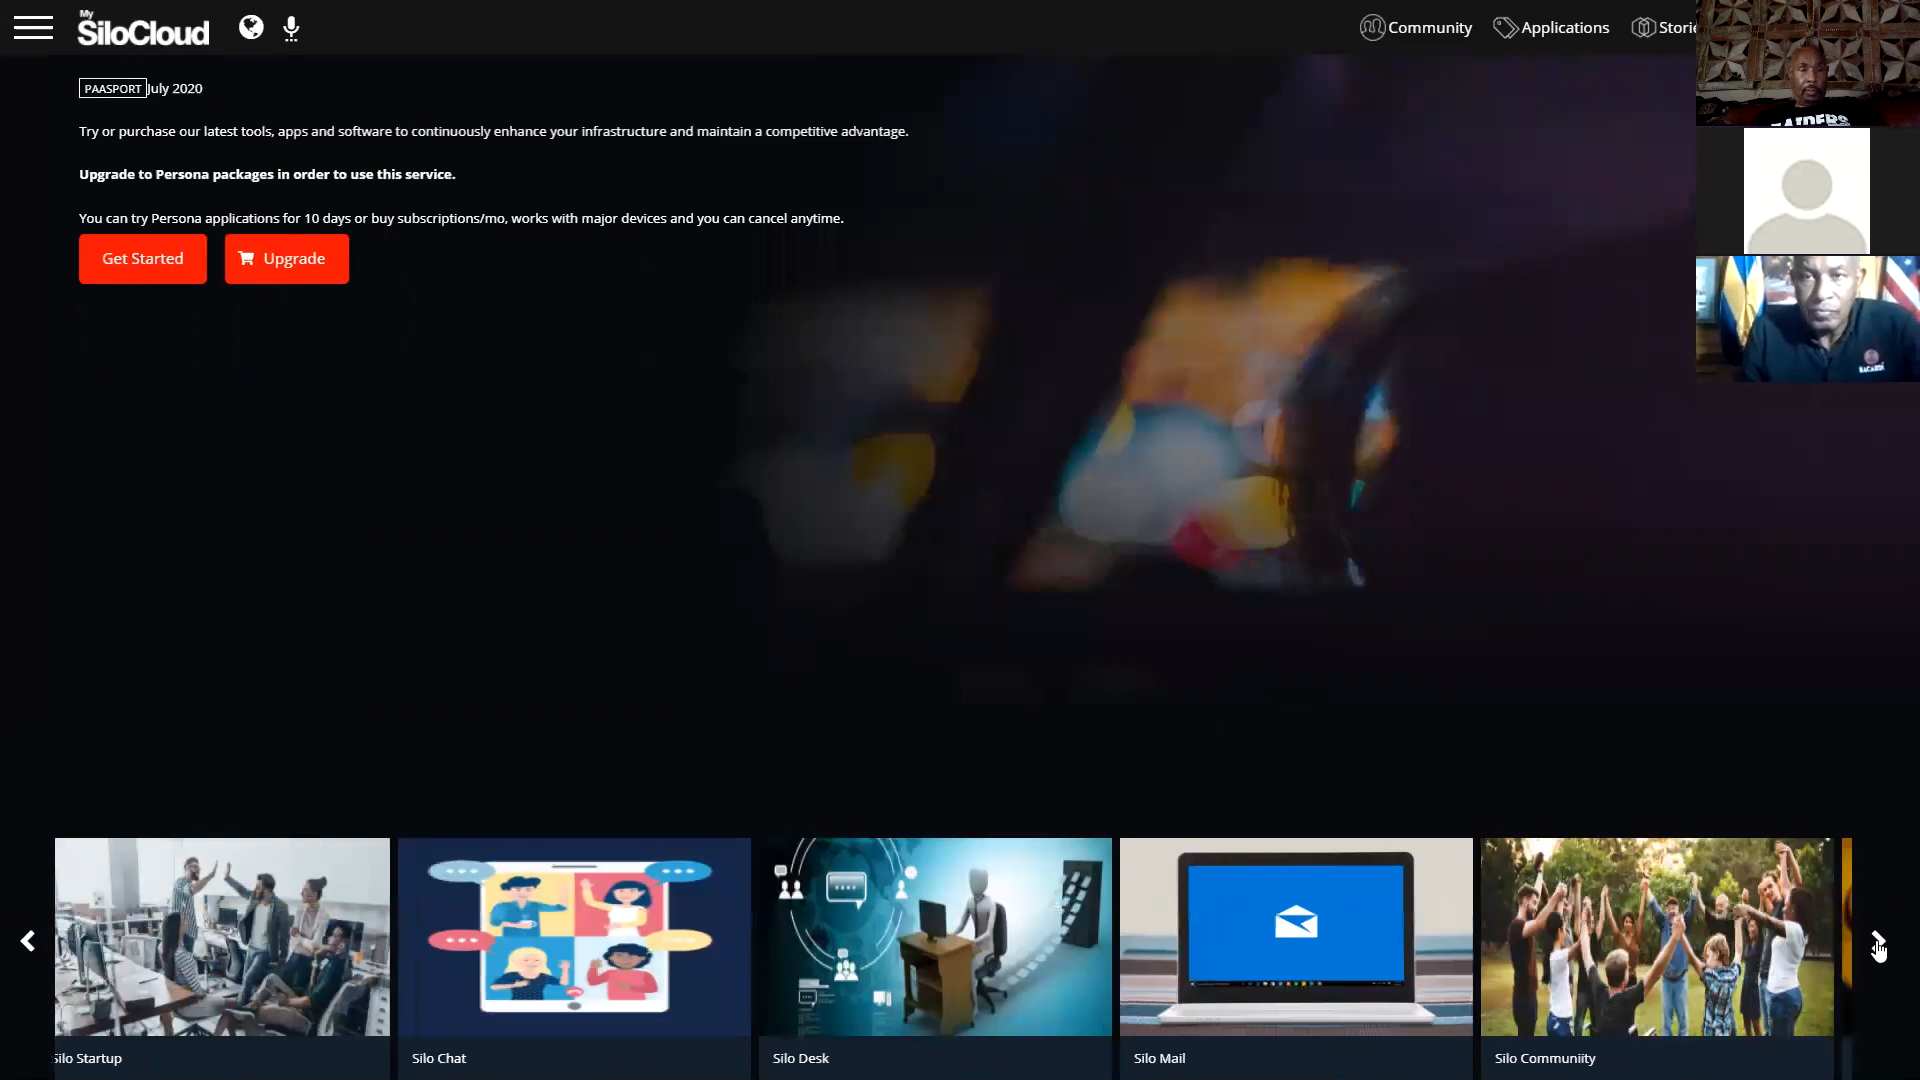 My
SiloCloud
Community
Applications
Storie
PAASPORT July 2020
Try or purchase our latest tools, apps and software to continuously enhance your infrastructure and maintain a competitive advantage.
Upgrade to Persona packages in order to use this service.
You can try Persona applications for 10 days or buy subscriptions/mo, works with major devices and you can cancel anytime.
Get Started
Upgrade
RAIDERS
BACARDI
Silo Startup
Silo Chat
Silo Desk
Silo Mail
Silo Communiity